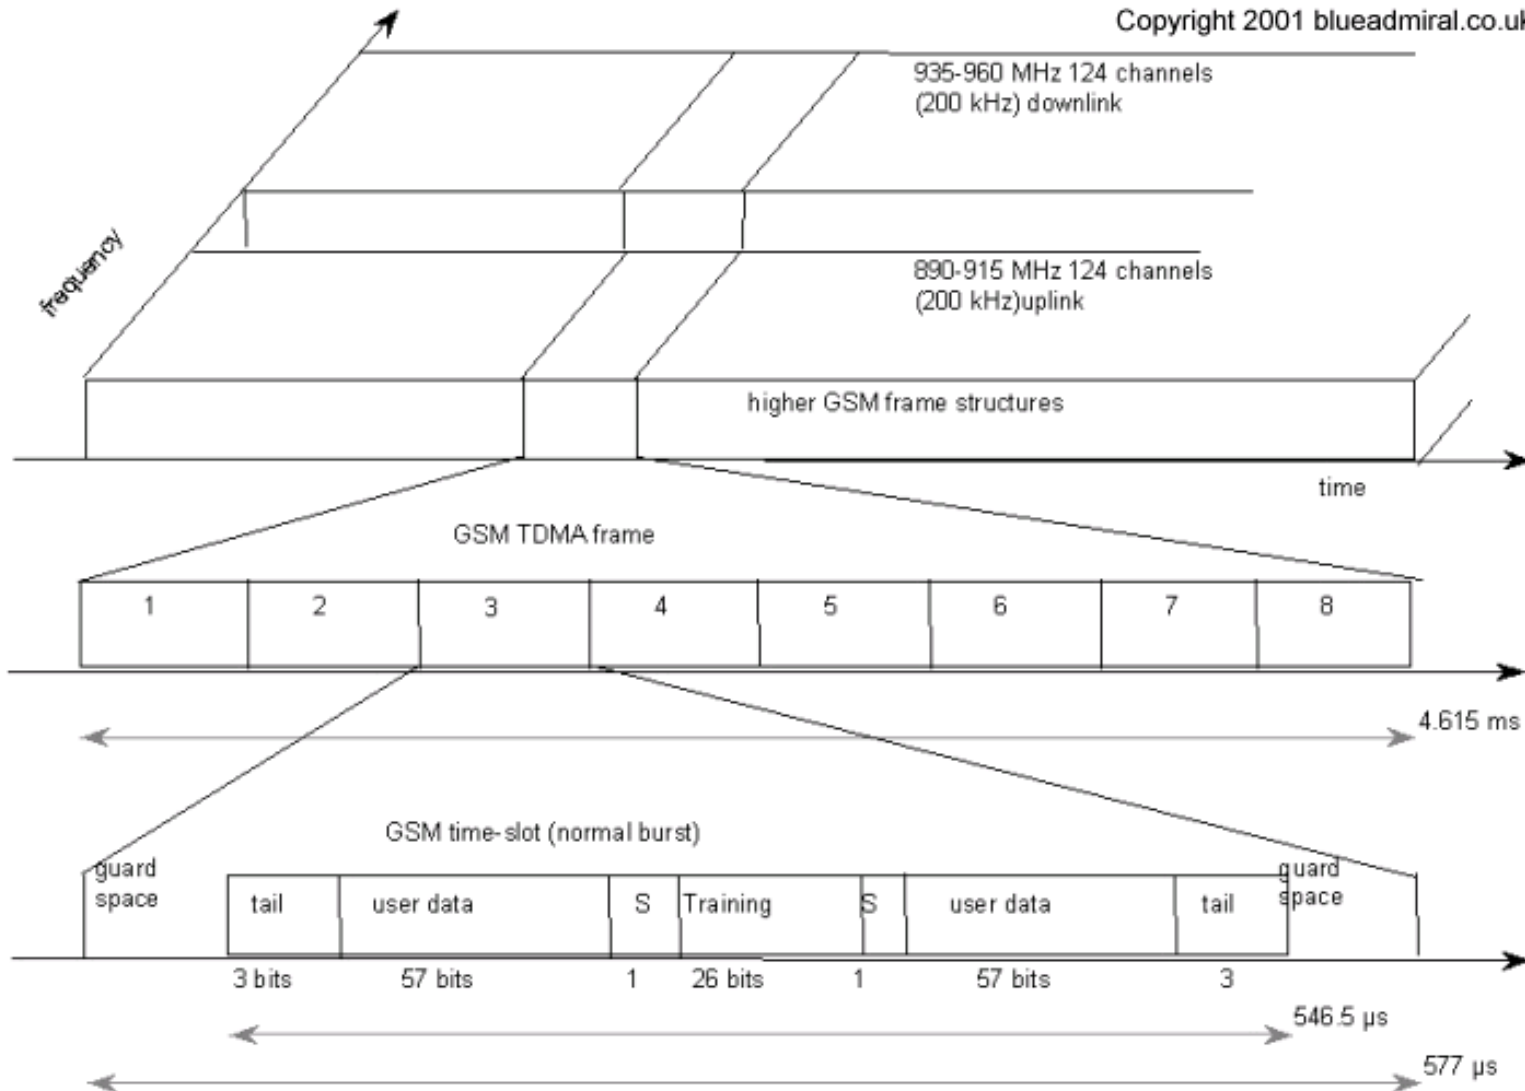 Copyright 2001 blueadmiral.co.uk
935-960 MHz 124 channels
(200 kHz) downlink
frequency
890-915 MHz 124 channels
(200 kHz)uplink
higher GSM frame structures
time
GSM TDMA frame
1 2 3 4 5 6 7 8
4.615 ms
GSM time-slot (normal burst)
guard
space
tail user data S Training S user data tail
guard
space
3 bits 57 bits 1 26 bits 1 57 bits 3
546.5 µs
577 µs